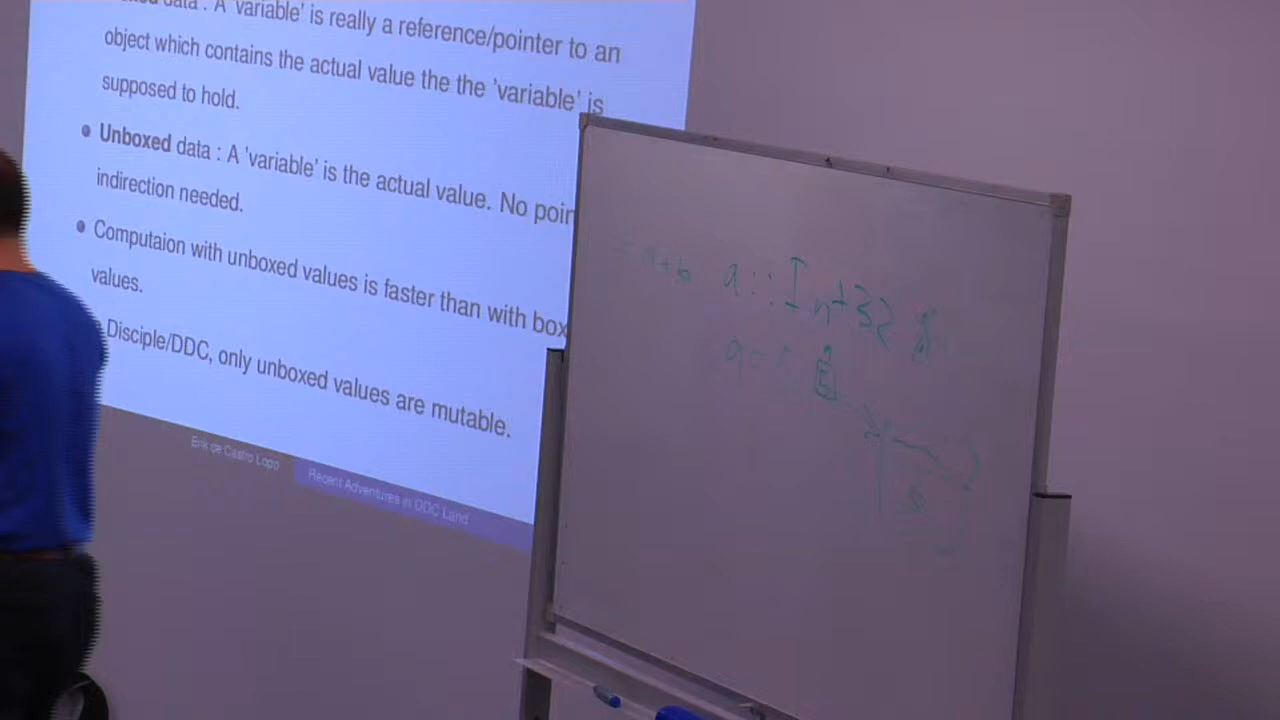 data : A 'variable' is really a reference/pointer to an
object which contains the actual value the the 'variable' is
supposed to hold.
• Unboxed data : A 'variable' is the actual value. No poin
indirection needed.
• Computaion with unboxed values is faster than with box
values.
Disciple/DDC, only unboxed values are mutable.
Erik de Castro Lopo
Recent Adventures in DDC Land
= a+b a :: Int32
a =